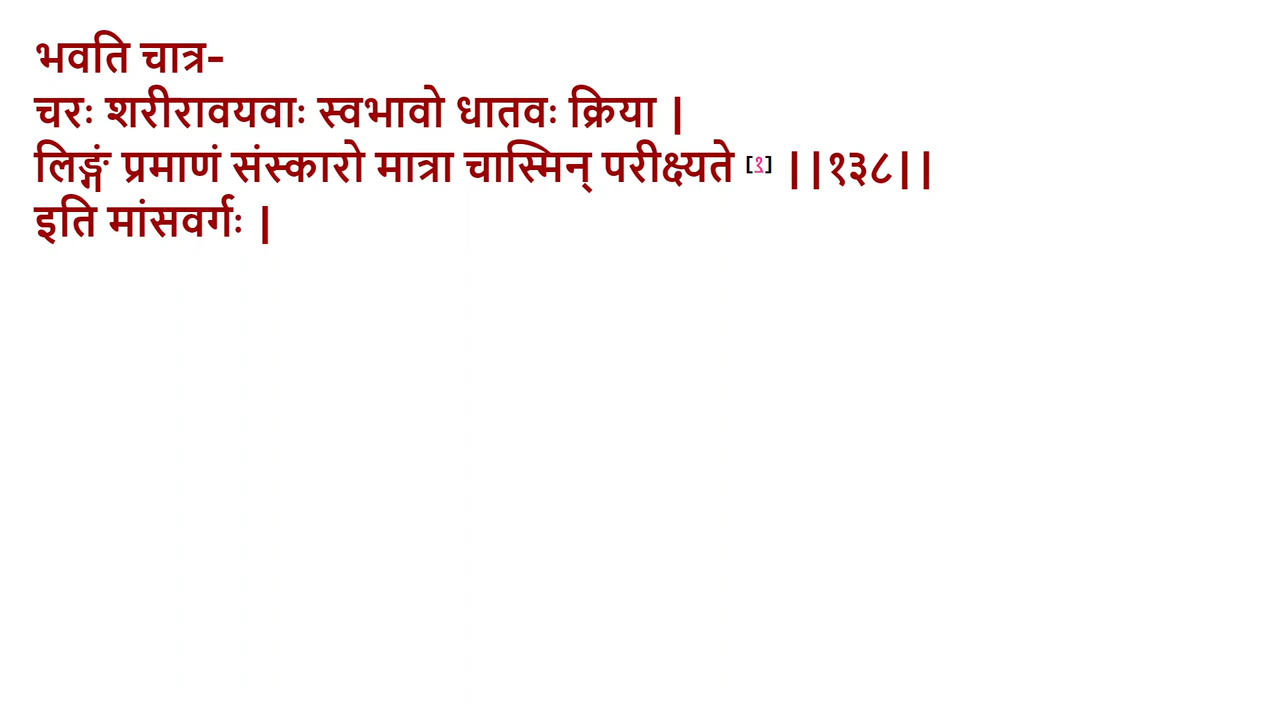 भवति चात्र-
चरः शरीरावयवाः स्वभावो धातवः क्रिया |
लिङ्गं प्रमाणं संस्कारो मात्रा चास्मिन् परीक्ष्यते [१] ||१३८||
इति मांसवर्गः |